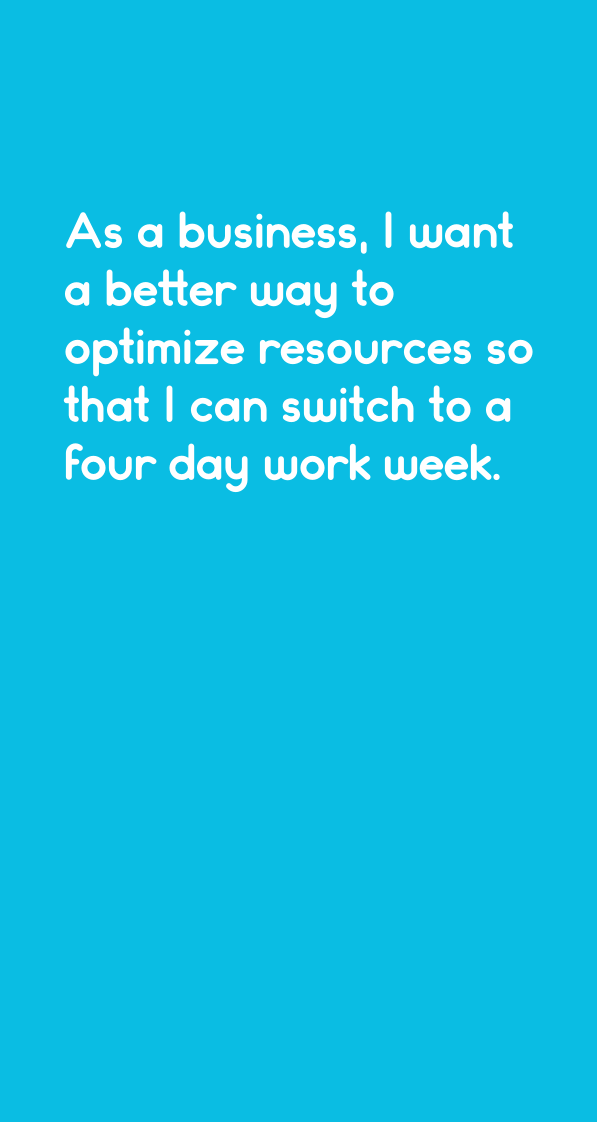 As a business, I want
a better way to
optimize resources so
that I can switch to a
four day work week.